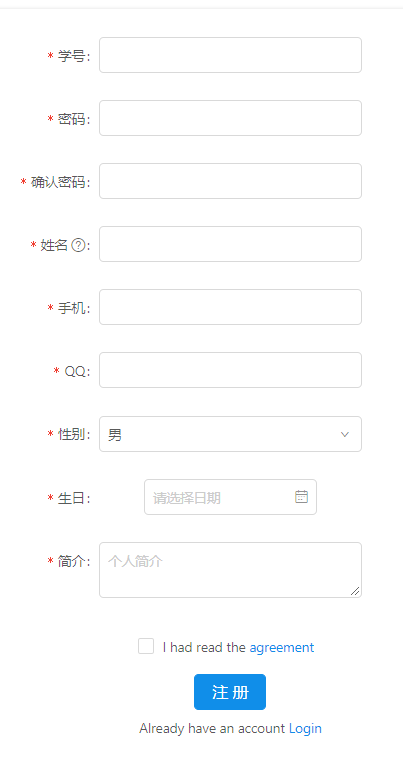 * 学号:
* 密码:
* 确认密码:
* 姓名 ?:
* 手机:
* QQ:
* 性别: 男
* 生日: 请选择日期
* 简介: 个人简介
I had read the agreement
注 册
Already have an account Login